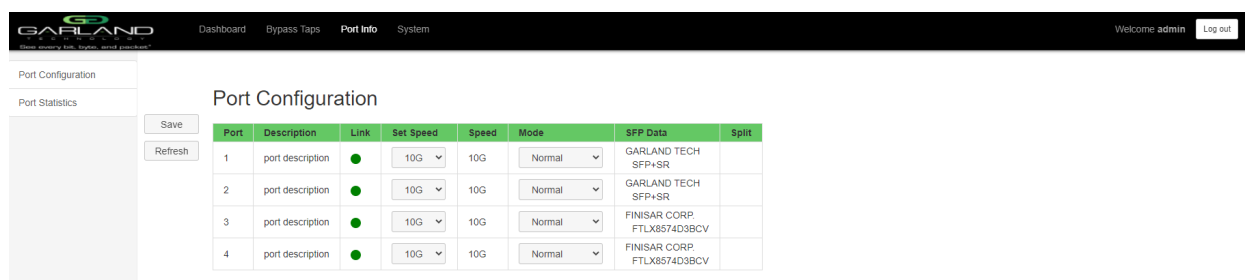 GARLAND
TECHNOLOGY
See every bit, byte, and packet®
Dashboard Bypass Taps Port Info System
Welcome admin Log out
Port Configuration
Port Statistics
Save
Refresh
Port Configuration
Port Description Link Set Speed Speed Mode SFP Data Split
1 port description 10G 10G Normal GARLAND TECH
SFP+SR
2 port description 10G 10G Normal GARLAND TECH
SFP+SR
3 port description 10G 10G Normal FINISAR CORP.
FTLX8574D3BCV
4 port description 10G 10G Normal FINISAR CORP.
FTLX8574D3BCV